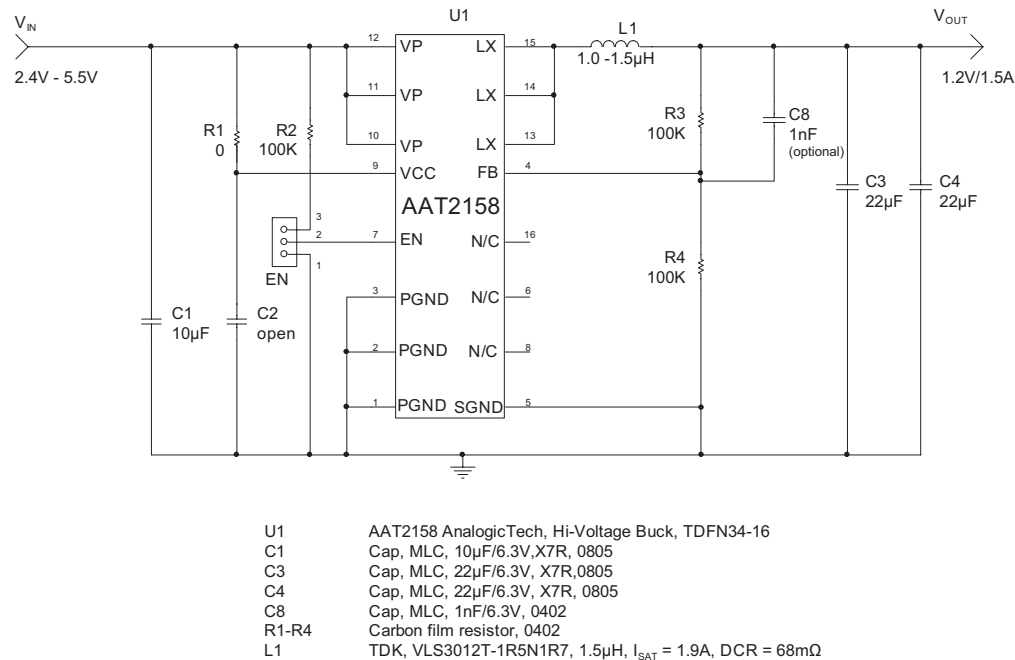 U1
V_IN
V_OUT
L1
2.4V - 5.5V
1.0 -1.5μH
1.2V/1.5A
12 VP LX 15
11 VP LX 14
10 VP LX 13
9 VCC FB 4
AAT2158
7 EN N/C 16
3 PGND N/C 6
2 PGND N/C 8
1 PGND SGND 5
R1
0
R2
100K
3
2
1
EN
C1
10μF
C2
open
R3
100K
C8
1nF
(optional)
R4
100K
C3
22μF
C4
22μF
U1 AAT2158 AnalogicTech, Hi-Voltage Buck, TDFN34-16
C1 Cap, MLC, 10μF/6.3V,X7R, 0805
C3 Cap, MLC, 22μF/6.3V, X7R,0805
C4 Cap, MLC, 22μF/6.3V, X7R, 0805
C8 Cap, MLC, 1nF/6.3V, 0402
R1-R4 Carbon film resistor, 0402
L1 TDK, VLS3012T-1R5N1R7, 1.5μH, I_SAT = 1.9A, DCR = 68mΩ